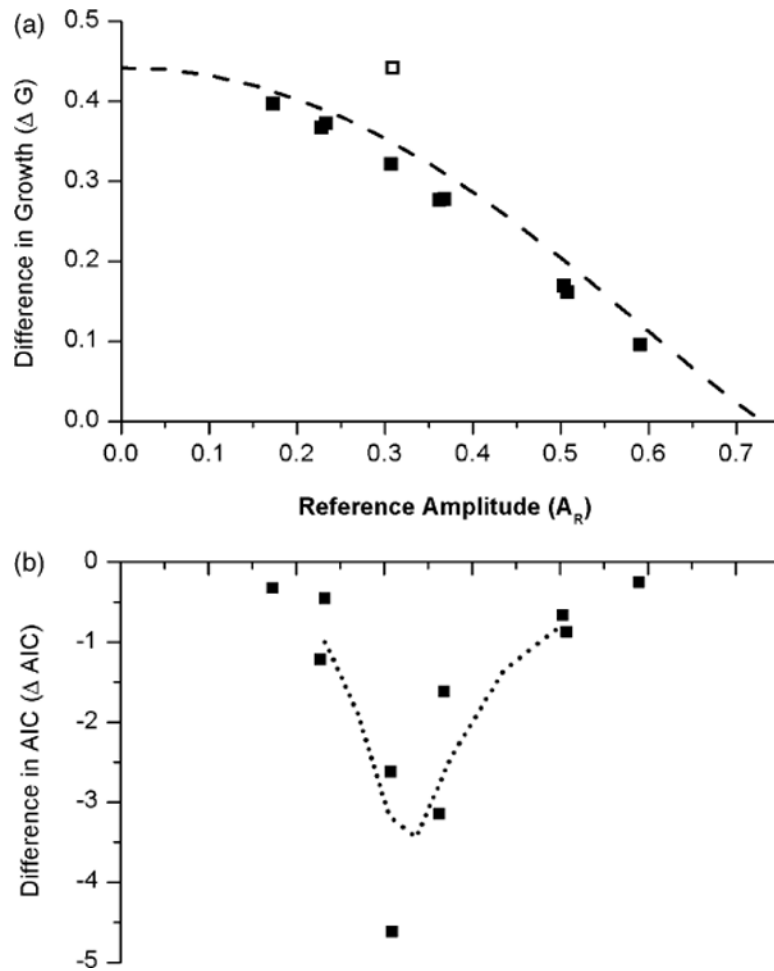 (a)
Difference in Growth (Δ G)
0.5
0.4
0.3
0.2
0.1
0.0
0.0 0.1 0.2 0.3 0.4 0.5 0.6 0.7
Reference Amplitude (A_R)
(b)
Difference in AIC (Δ AIC)
0
-1
-2
-3
-4
-5